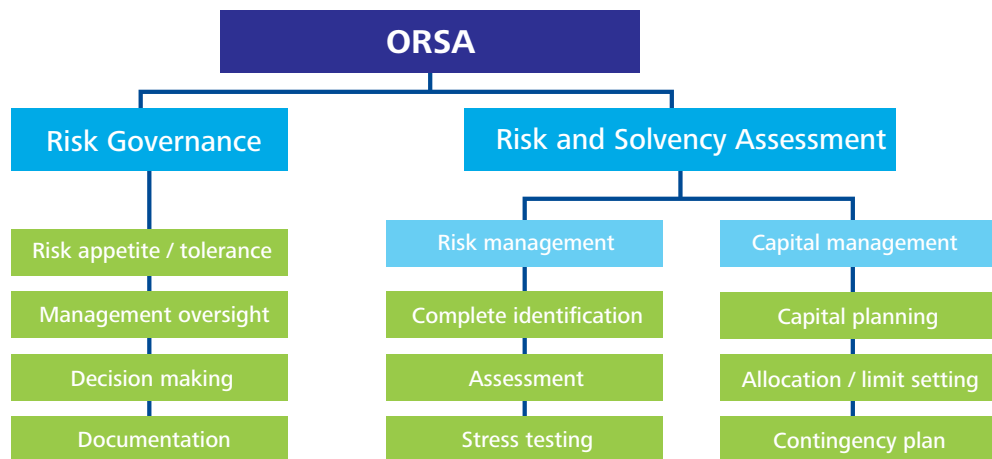 ORSA
Risk Governance
Risk and Solvency Assessment
Risk appetite / tolerance
Management oversight
Decision making
Documentation
Risk management
Complete identification
Assessment
Stress testing
Capital management
Capital planning
Allocation / limit setting
Contingency plan